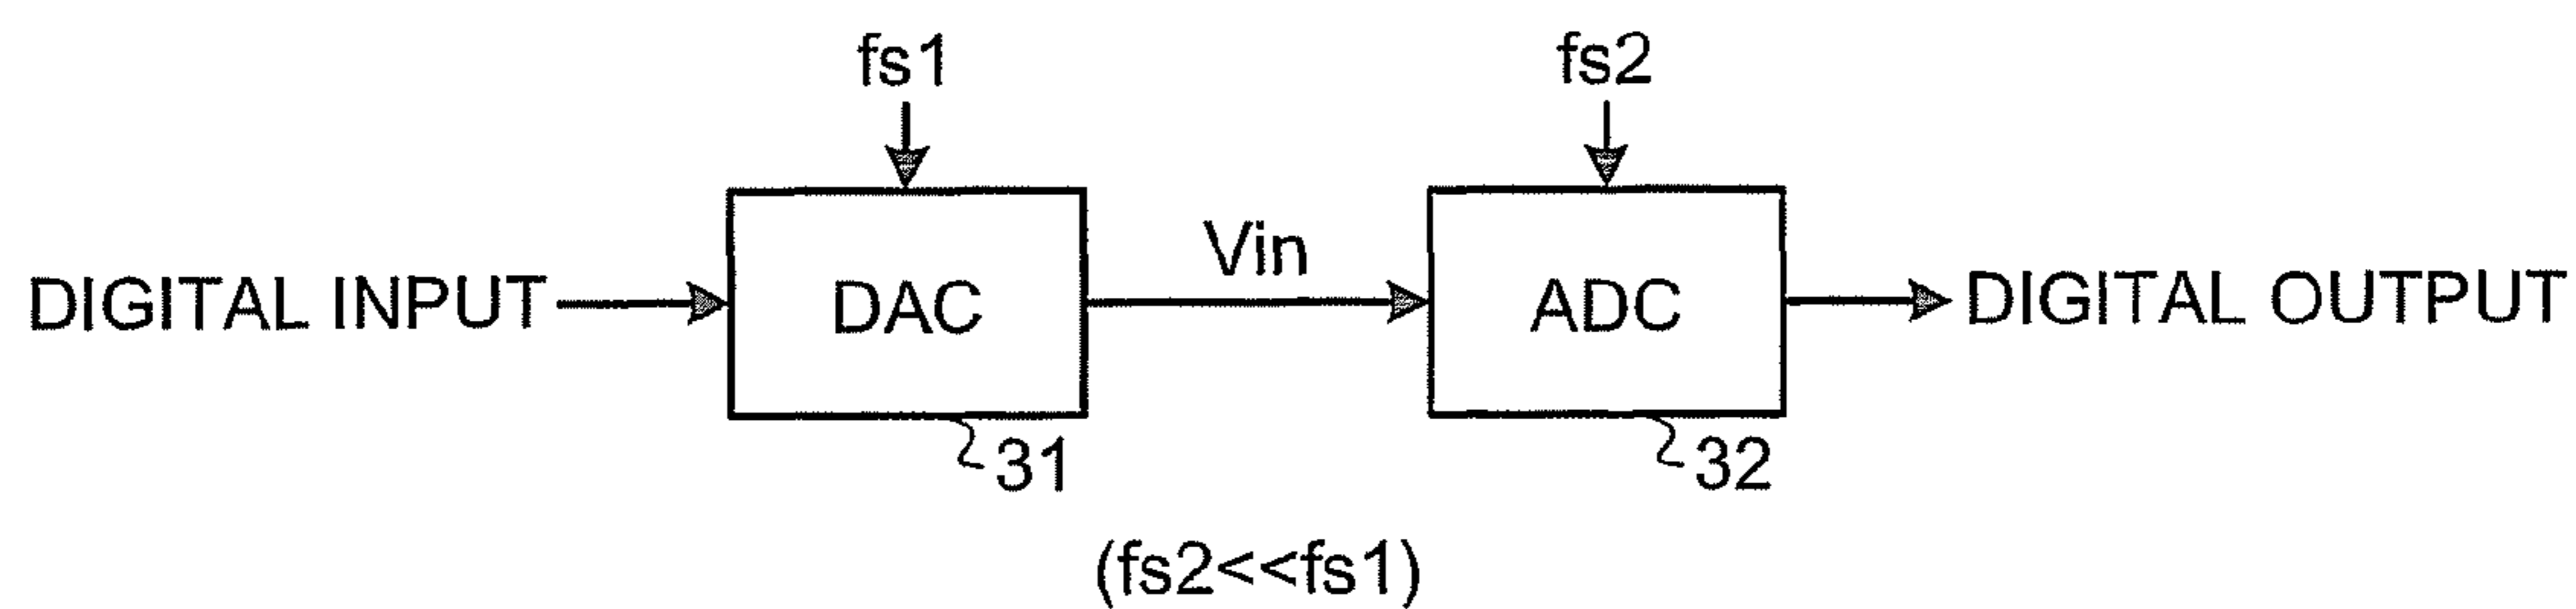 fs1
fs2
DIGITAL INPUT
DAC
Vin
ADC
DIGITAL OUTPUT
31
32
(fs2<<fs1)